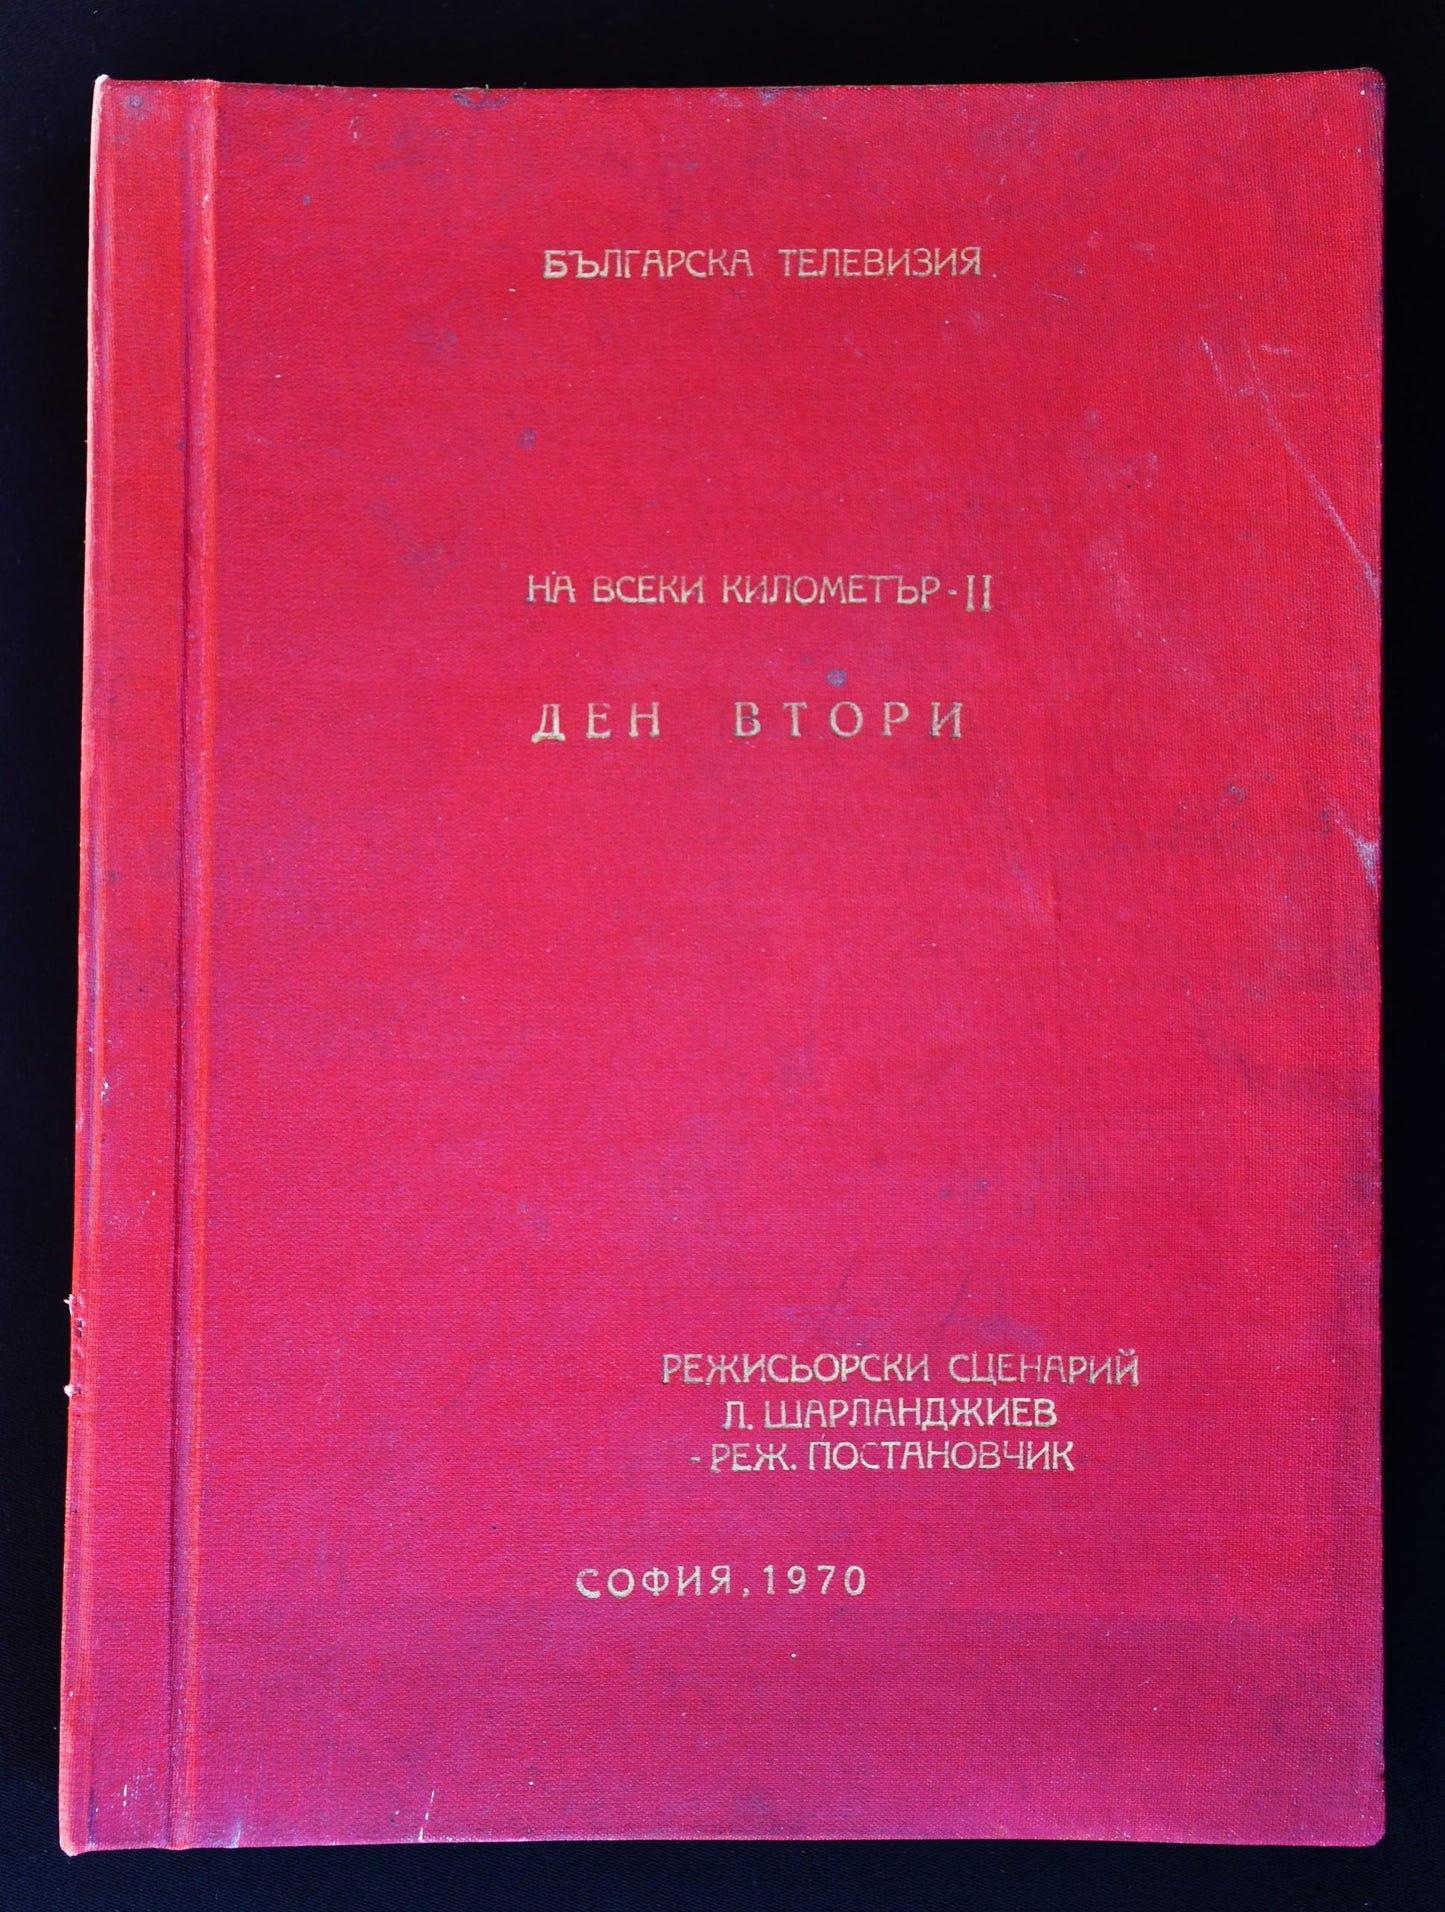 БЪЛГАРСКА ТЕЛЕВИЗИЯ
НА ВСЕКИ КИЛОМЕТЪР - II
ДЕН ВТОРИ
РЕЖИСЬОРСКИ СЦЕНАРИЙ
Л. ШАРЛАНДЖИЕВ
- РЕЖ. ПОСТАНОВЧИК
СОФИЯ, 1970